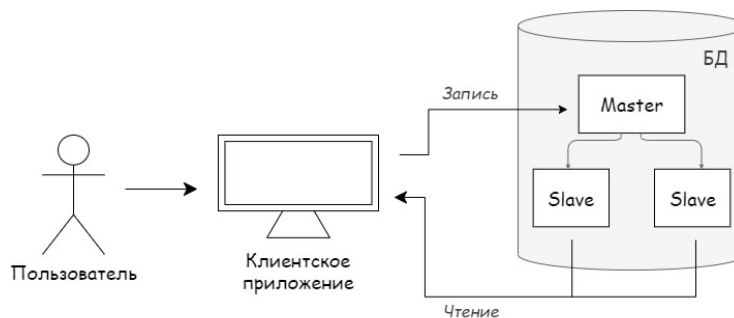 БД
Запись
Master
Slave
Slave
Пользователь
Клиентское
приложение
Чтение